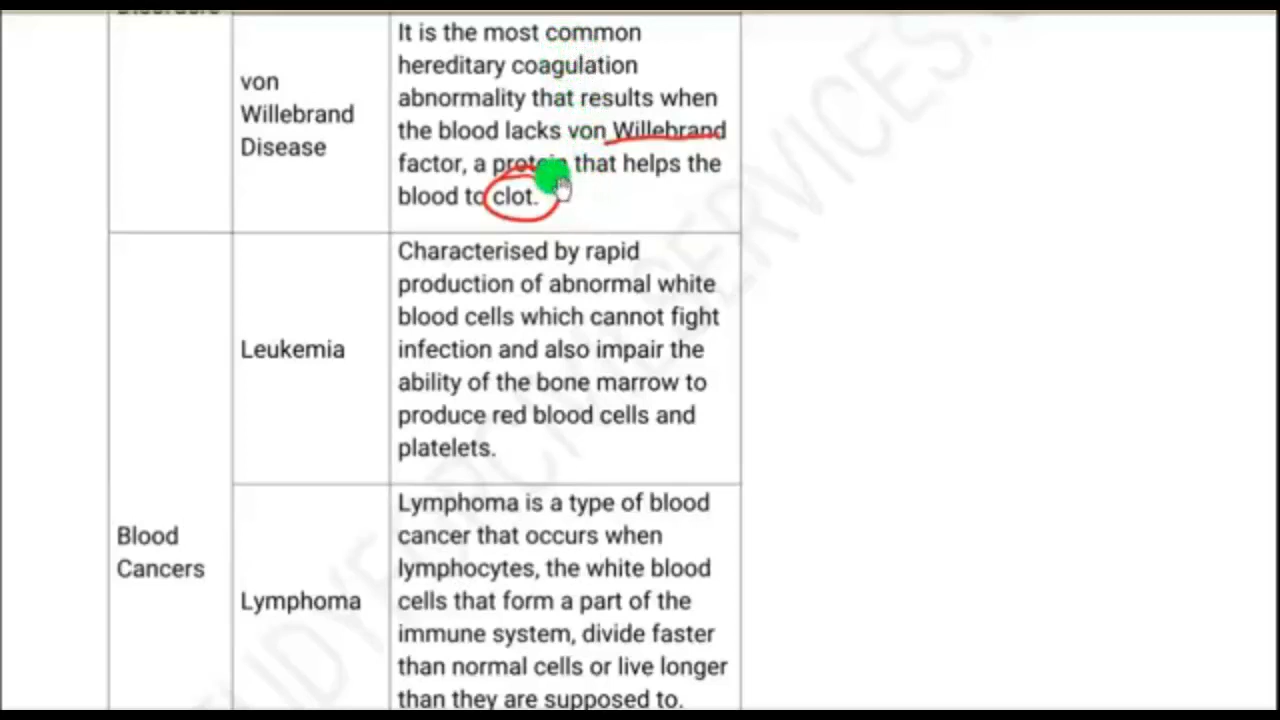 von
Willebrand
Disease
It is the most common
hereditary coagulation
abnormality that results when
the blood lacks von Willebrand
factor, a protein that helps the
blood to clot.
Blood
Cancers
Leukemia
Characterised by rapid
production of abnormal white
blood cells which cannot fight
infection and also impair the
ability of the bone marrow to
produce red blood cells and
platelets.
Lymphoma
Lymphoma is a type of blood
cancer that occurs when
lymphocytes, the white blood
cells that form a part of the
immune system, divide faster
than normal cells or live longer
than they are supposed to.